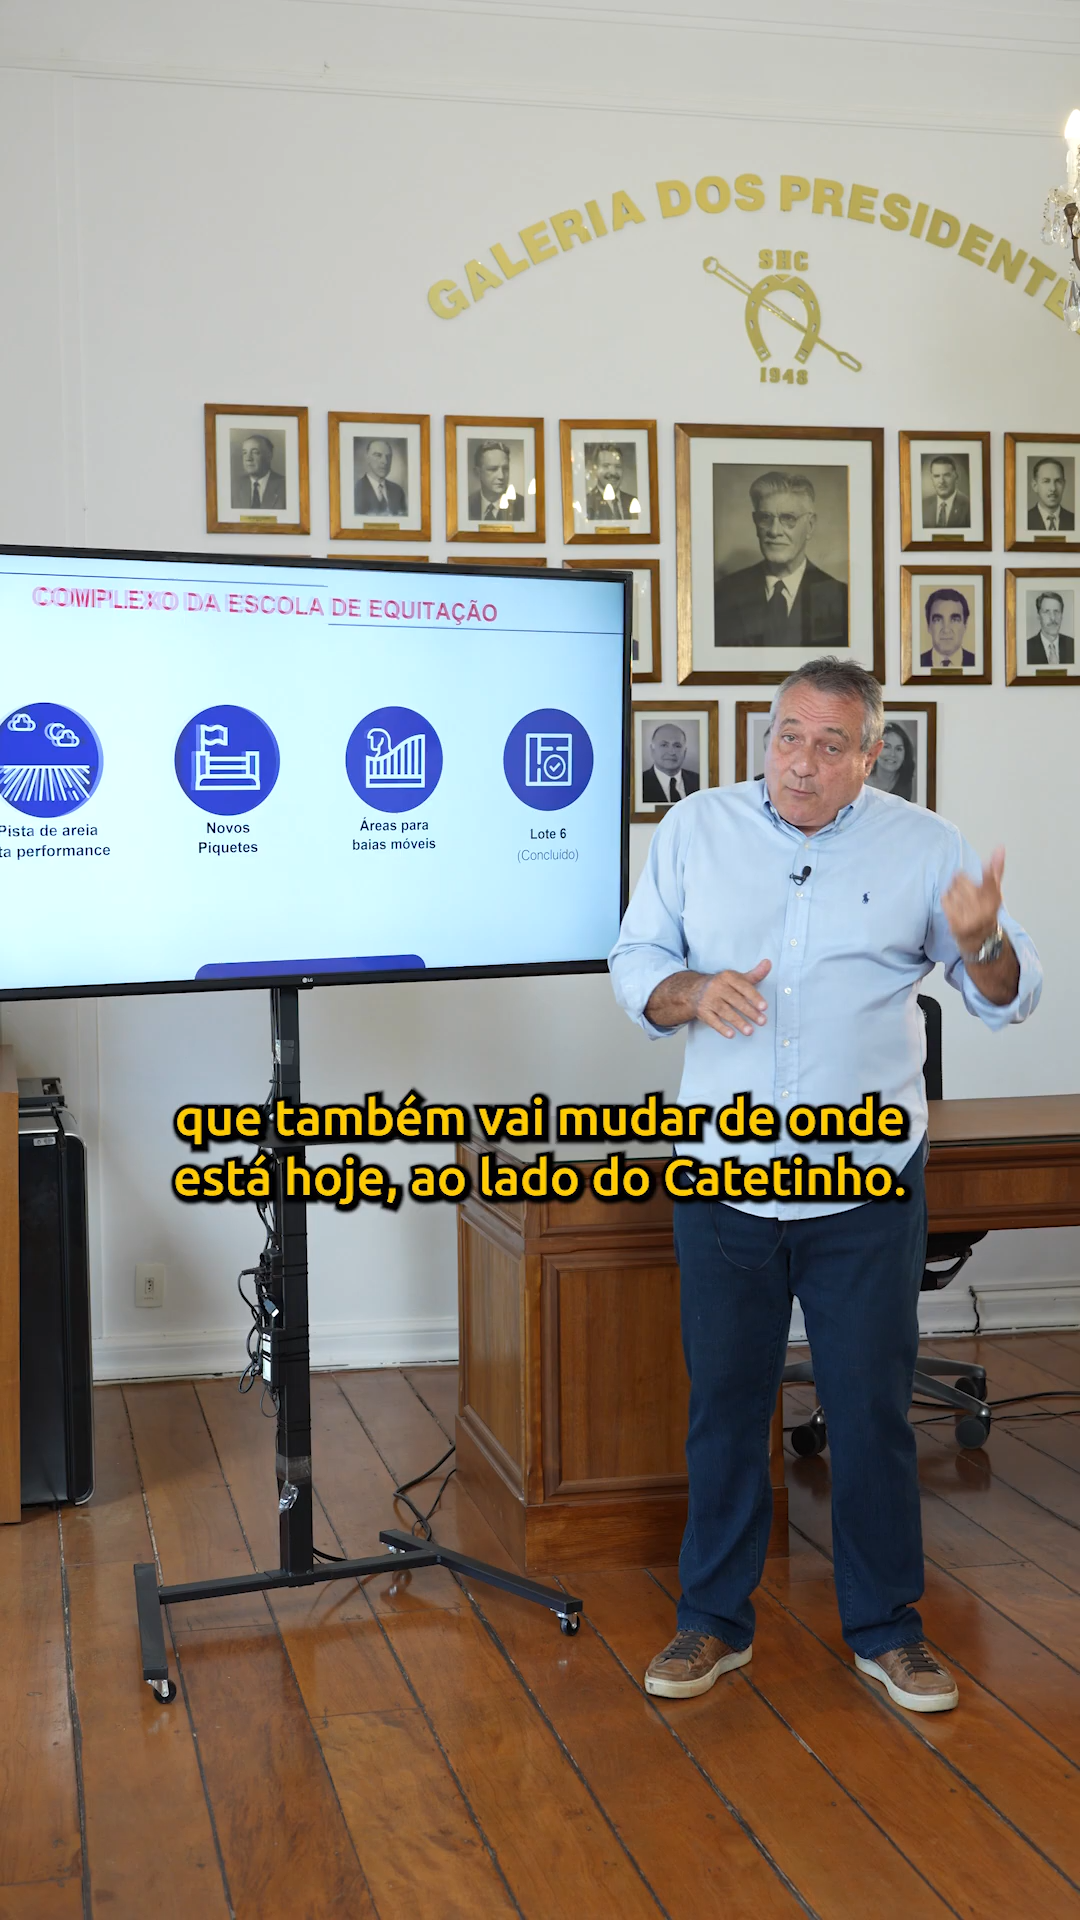 GALERIA DOS PRESIDENTE
SHC
1948
COMPLEXO DA ESCOLA DE EQUITAÇÃO
Pista de areia
ta performance
Novos
Piquetes
Áreas para
baias móveis
Lote 6
(Concluído)
LG
que também vai mudar de onde
está hoje, ao lado do Catetinho.